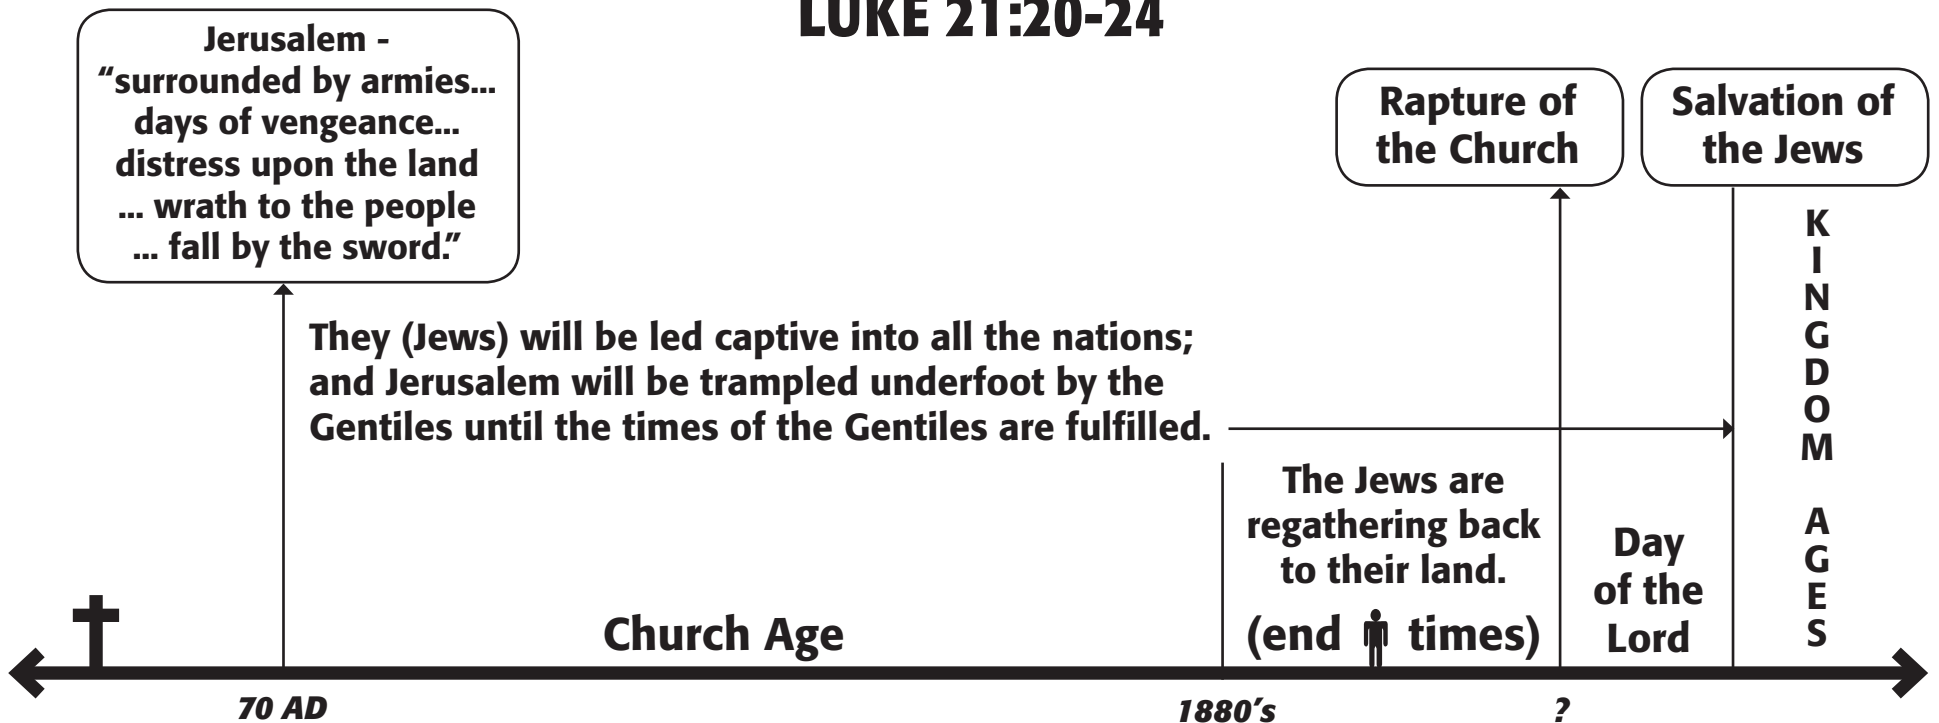 LUKE 21:20-24
Jerusalem -
“surrounded by armies...
days of vengeance...
distress upon the land
... wrath to the people
... fall by the sword.”
Rapture of
the Church
Salvation of
the Jews
They (Jews) will be led captive into all the nations;
and Jerusalem will be trampled underfoot by the
Gentiles until the times of the Gentiles are fulfilled.
The Jews are
regathering back
to their land.
(end times)
Church Age
Day
of the
Lord
K
I
N
G
D
O
M
A
G
E
S
70 AD
1880’s
?